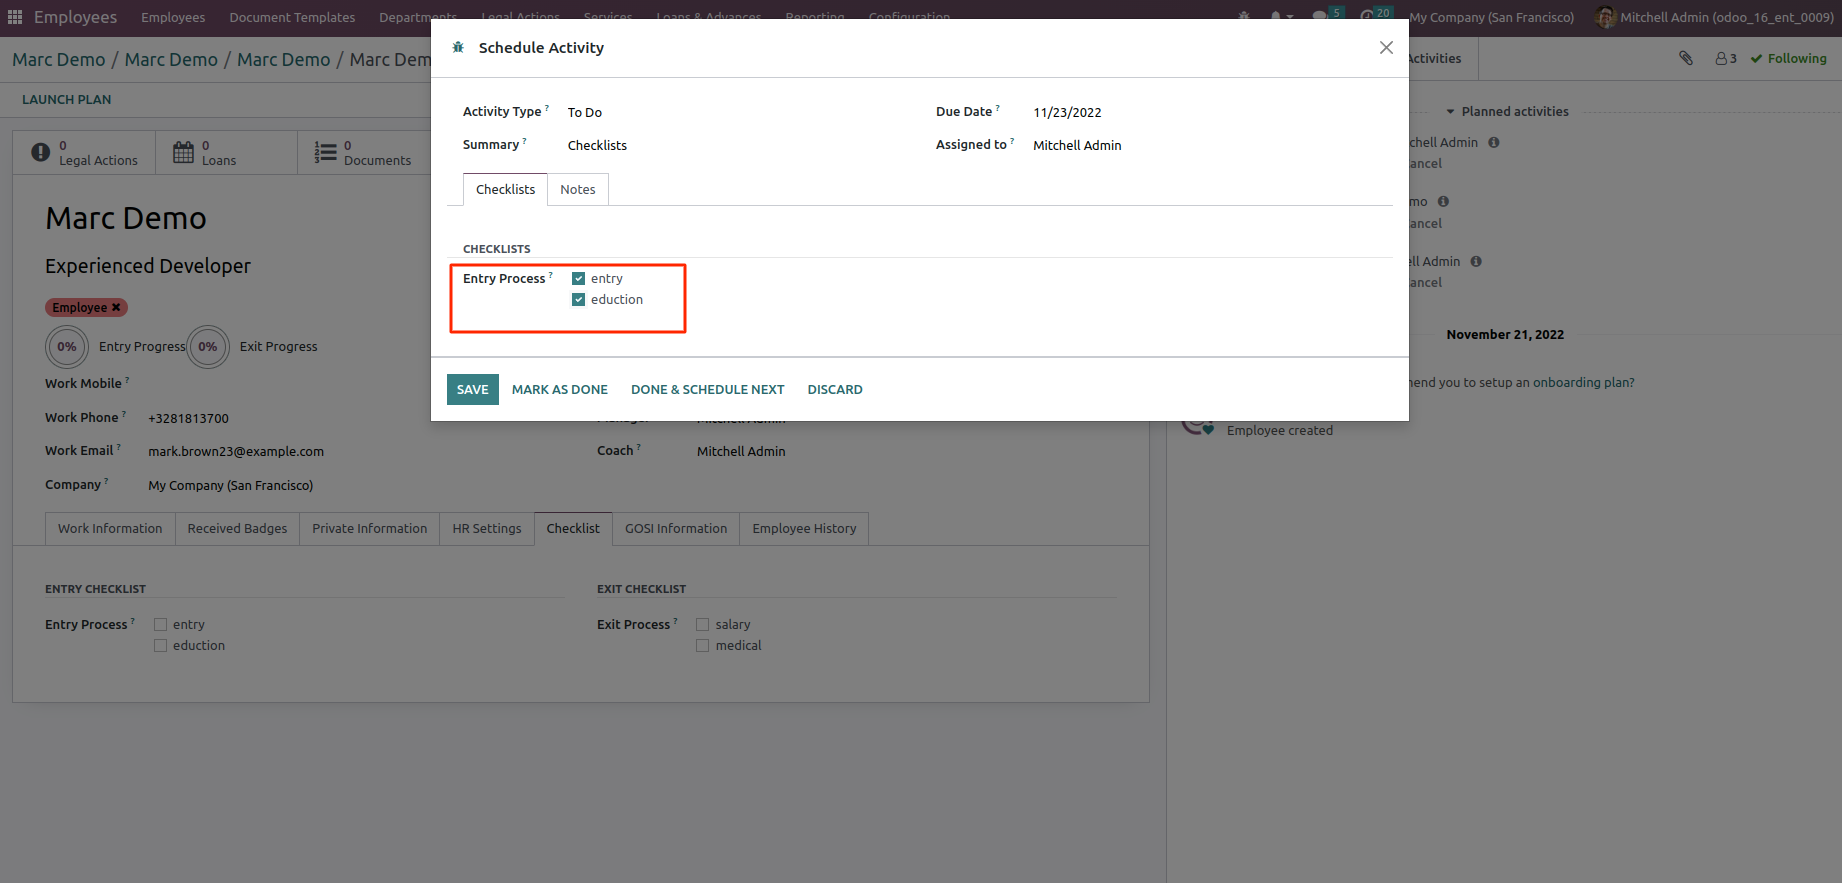 Employees Employees Document Templates Legal Actions Services Loans & Advances Reporting Configuration 5 20 My Company (San Francisco) Mitchell Admin (odoo_16_ent_0009)
Marc Demo / Marc Demo / Marc Demo / Marc Dem
3 Following
LAUNCH PLAN
0 Legal Actions
0 Loans
0 Documents
Marc Demo
Experienced Developer
Employee ✖
0% Entry Progress 0% Exit Progress
Work Mobile ?
Work Phone ? +3281813700
Work Email ? mark.brown23@example.com
Coach ? Mitchell Admin
Company ? My Company (San Francisco)
Work Information Received Badges Private Information HR Settings Checklist GOSI Information Employee History
ENTRY CHECKLIST
Entry Process ? entry
eduction
EXIT CHECKLIST
Exit Process ? salary
medical
Schedule Activity
Activity Type ? To Do
Due Date ? 11/23/2022
Summary ? Checklists
Assigned to ? Mitchell Admin
Checklists Notes
CHECKLISTS
Entry Process ? entry
eduction
SAVE MARK AS DONE DONE & SCHEDULE NEXT DISCARD
ctivities
Planned activities
chell Admin
ancel
mo
ancel
ll Admin
ancel
November 21, 2022
end you to setup an onboarding plan?
Employee created